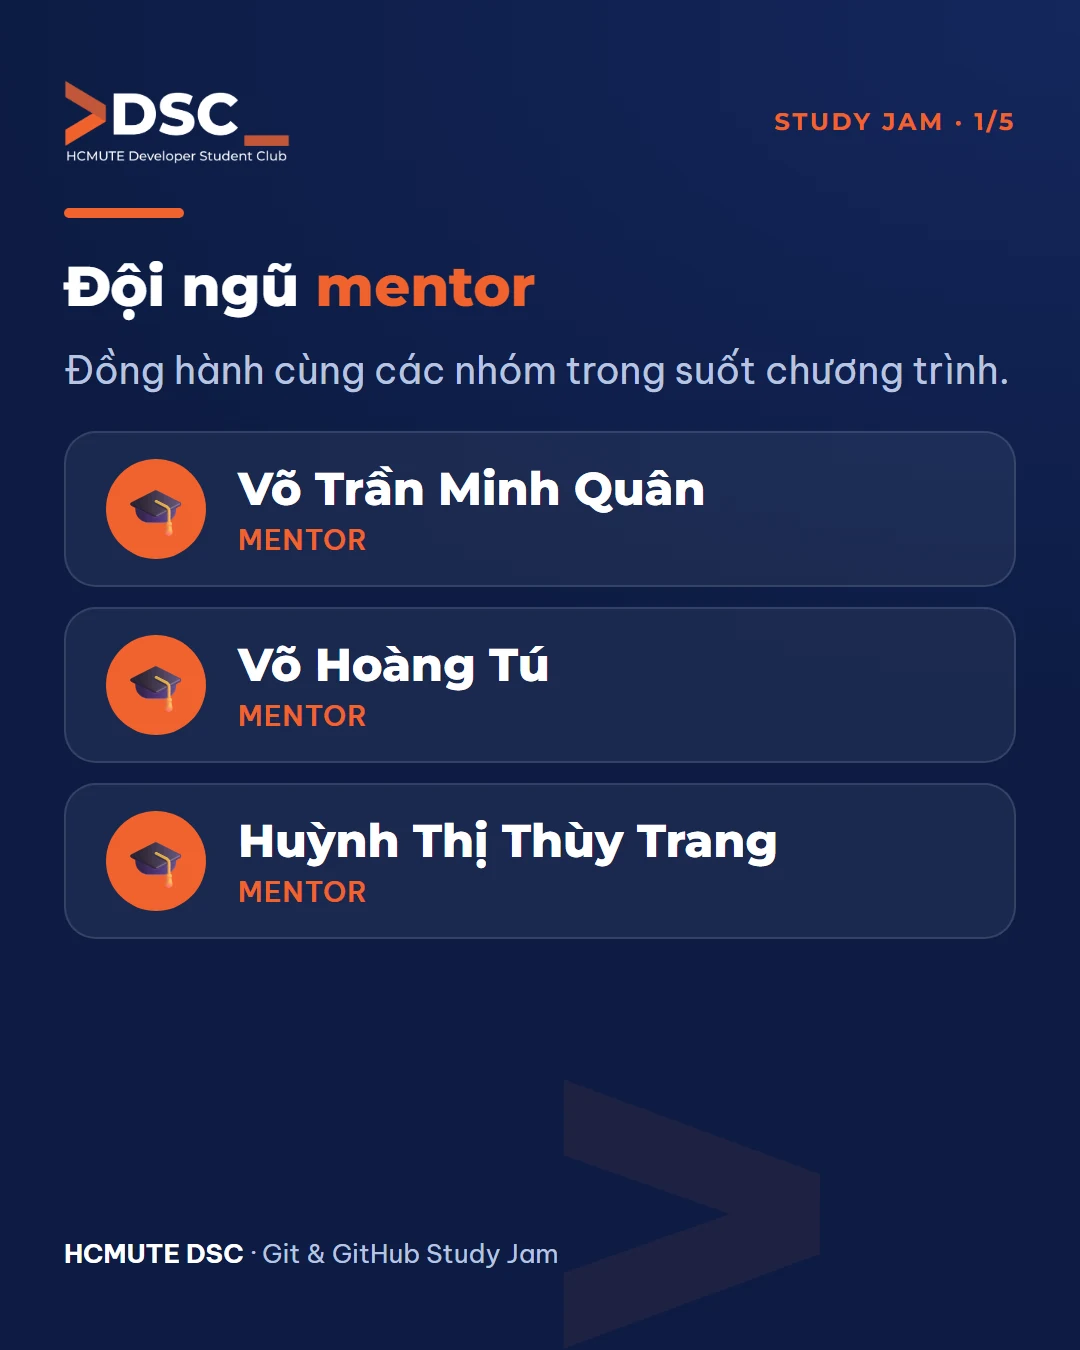 >DSC_
HCMUTE Developer Student Club
STUDY JAM · 1/5
Đội ngũ mentor
Đồng hành cùng các nhóm trong suốt chương trình.
Võ Trần Minh Quân
MENTOR
Võ Hoàng Tú
MENTOR
Huỳnh Thị Thùy Trang
MENTOR
HCMUTE DSC · Git & GitHub Study Jam